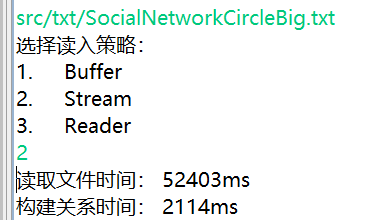 src/txt/SocialNetworkCircleBig.txt
选择读入策略：
1. Buffer
2. Stream
3. Reader
2
读取文件时间： 52403ms
构建关系时间： 2114ms